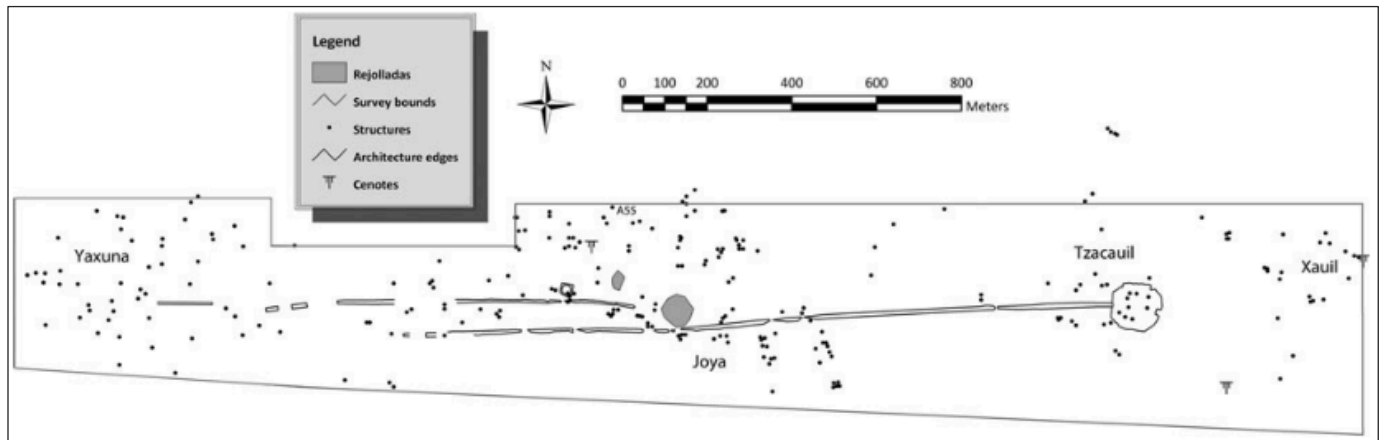 Legend
Rejolladas
Survey bounds
Structures
Architecture edges
Cenotes
N
0 100 200 400 600 800
Meters
A55
Yaxuna
Tzacauil
Xauil
Joya